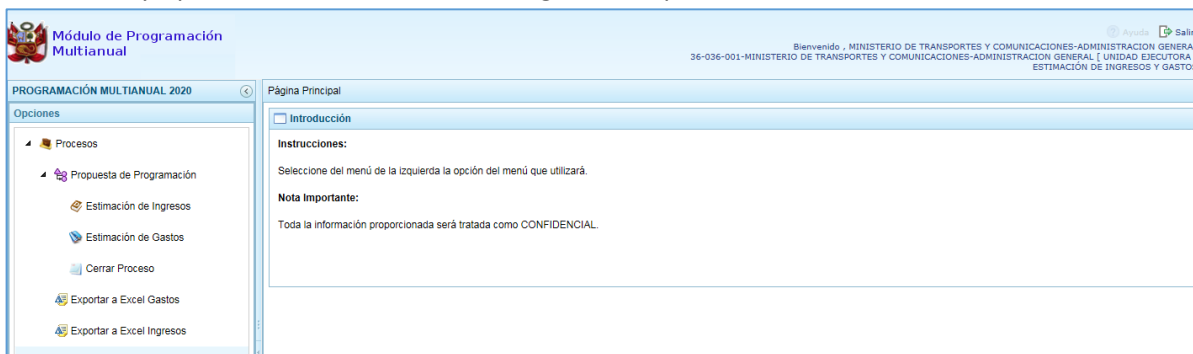 Módulo de Programación
Multianual
Ayuda Salir
Bienvenido , MINISTERIO DE TRANSPORTES Y COMUNICACIONES-ADMINISTRACION GENERA
36-036-001-MINISTERIO DE TRANSPORTES Y COMUNICACIONES-ADMINISTRACION GENERAL [ UNIDAD EJECUTORA
ESTIMACIÓN DE INGRESOS Y GASTOS
PROGRAMACIÓN MULTIANUAL 2020
Página Principal
Opciones
Introducción
Procesos
Propuesta de Programación
Estimación de Ingresos
Estimación de Gastos
Cerrar Proceso
Exportar a Excel Gastos
Exportar a Excel Ingresos
Instrucciones:
Seleccione del menú de la izquierda la opción del menú que utilizará.
Nota Importante:
Toda la información proporcionada será tratada como CONFIDENCIAL.